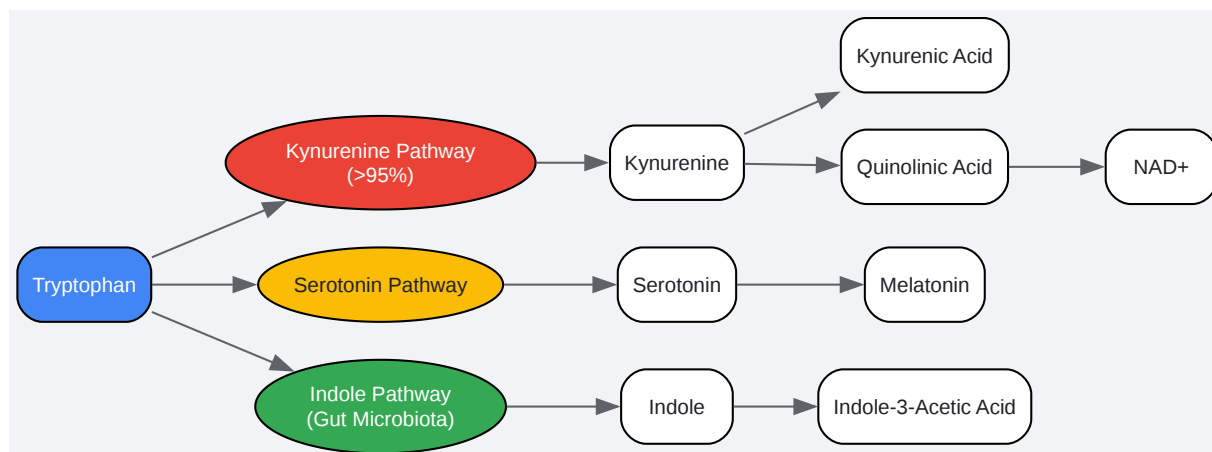 Kynurenic Acid
Kynurenine Pathway
(>95%)
Kynurenine
Quinolinic Acid
NAD+
Tryptophan
Serotonin Pathway
Serotonin
Melatonin
Indole Pathway
(Gut Microbiota)
Indole
Indole-3-Acetic Acid